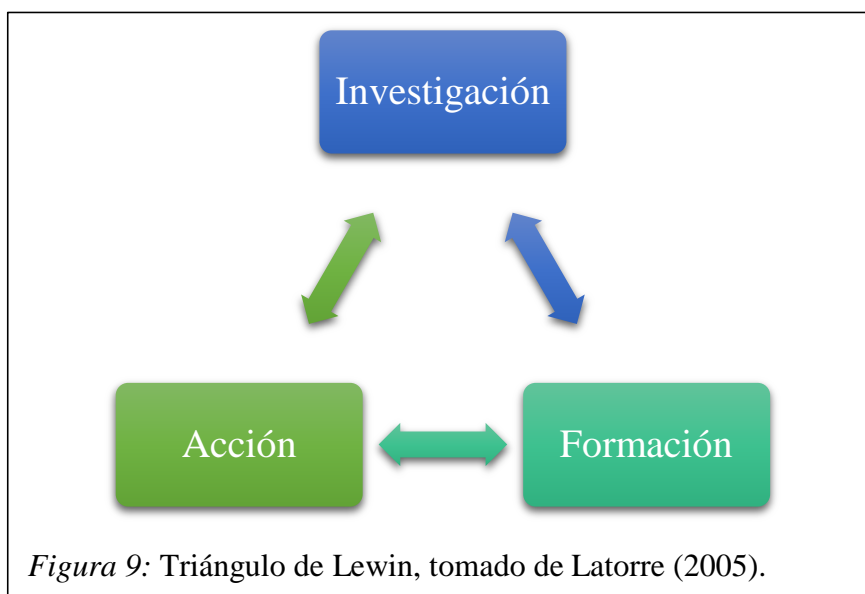 Investigación
Acción
Formación
Figura 9: Triángulo de Lewin, tomado de Latorre (2005).